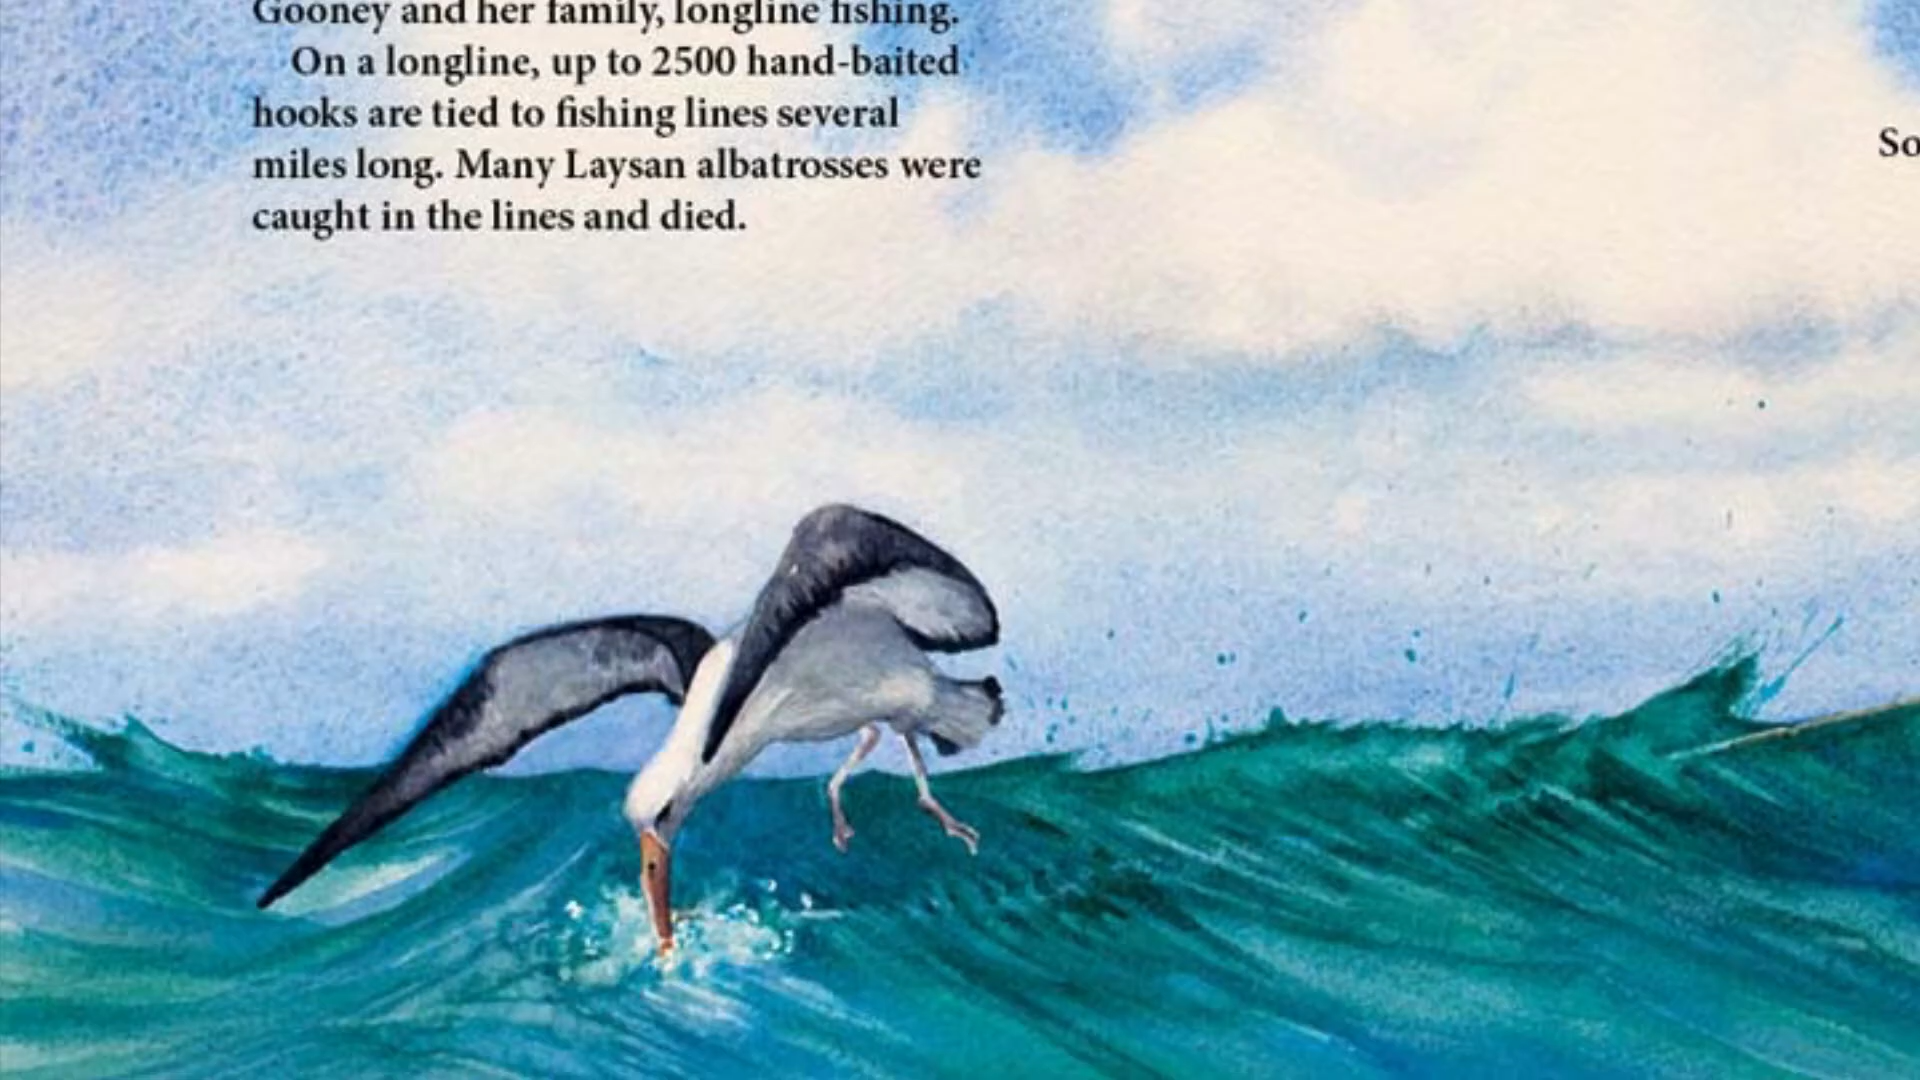 Gooney and her family, longline fishing.
On a longline, up to 2500 hand-baited
hooks are tied to fishing lines several
miles long. Many Laysan albatrosses were
caught in the lines and died.
So